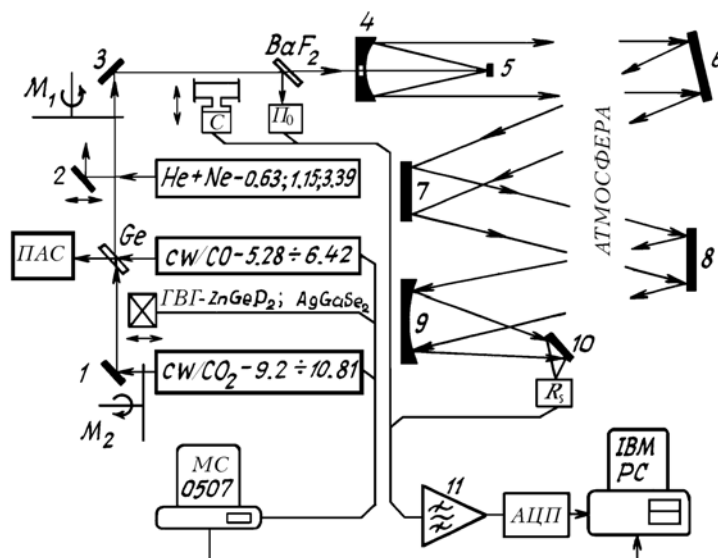 4
BaF₂
3
5
6
M₁
С
П₀
2
He+Ne-0.63; 1.15; 3.39
7
АТМОСФЕРА
Ge
ПАС
cw/CO-5.28÷6.42
8
ГВГ-ZnGeP₂; AgGaSe₂
9
10
1
cw/CO₂-9.2÷10.81
Rₛ
M₂
МС
0507
11
АЦП
IBM
PC